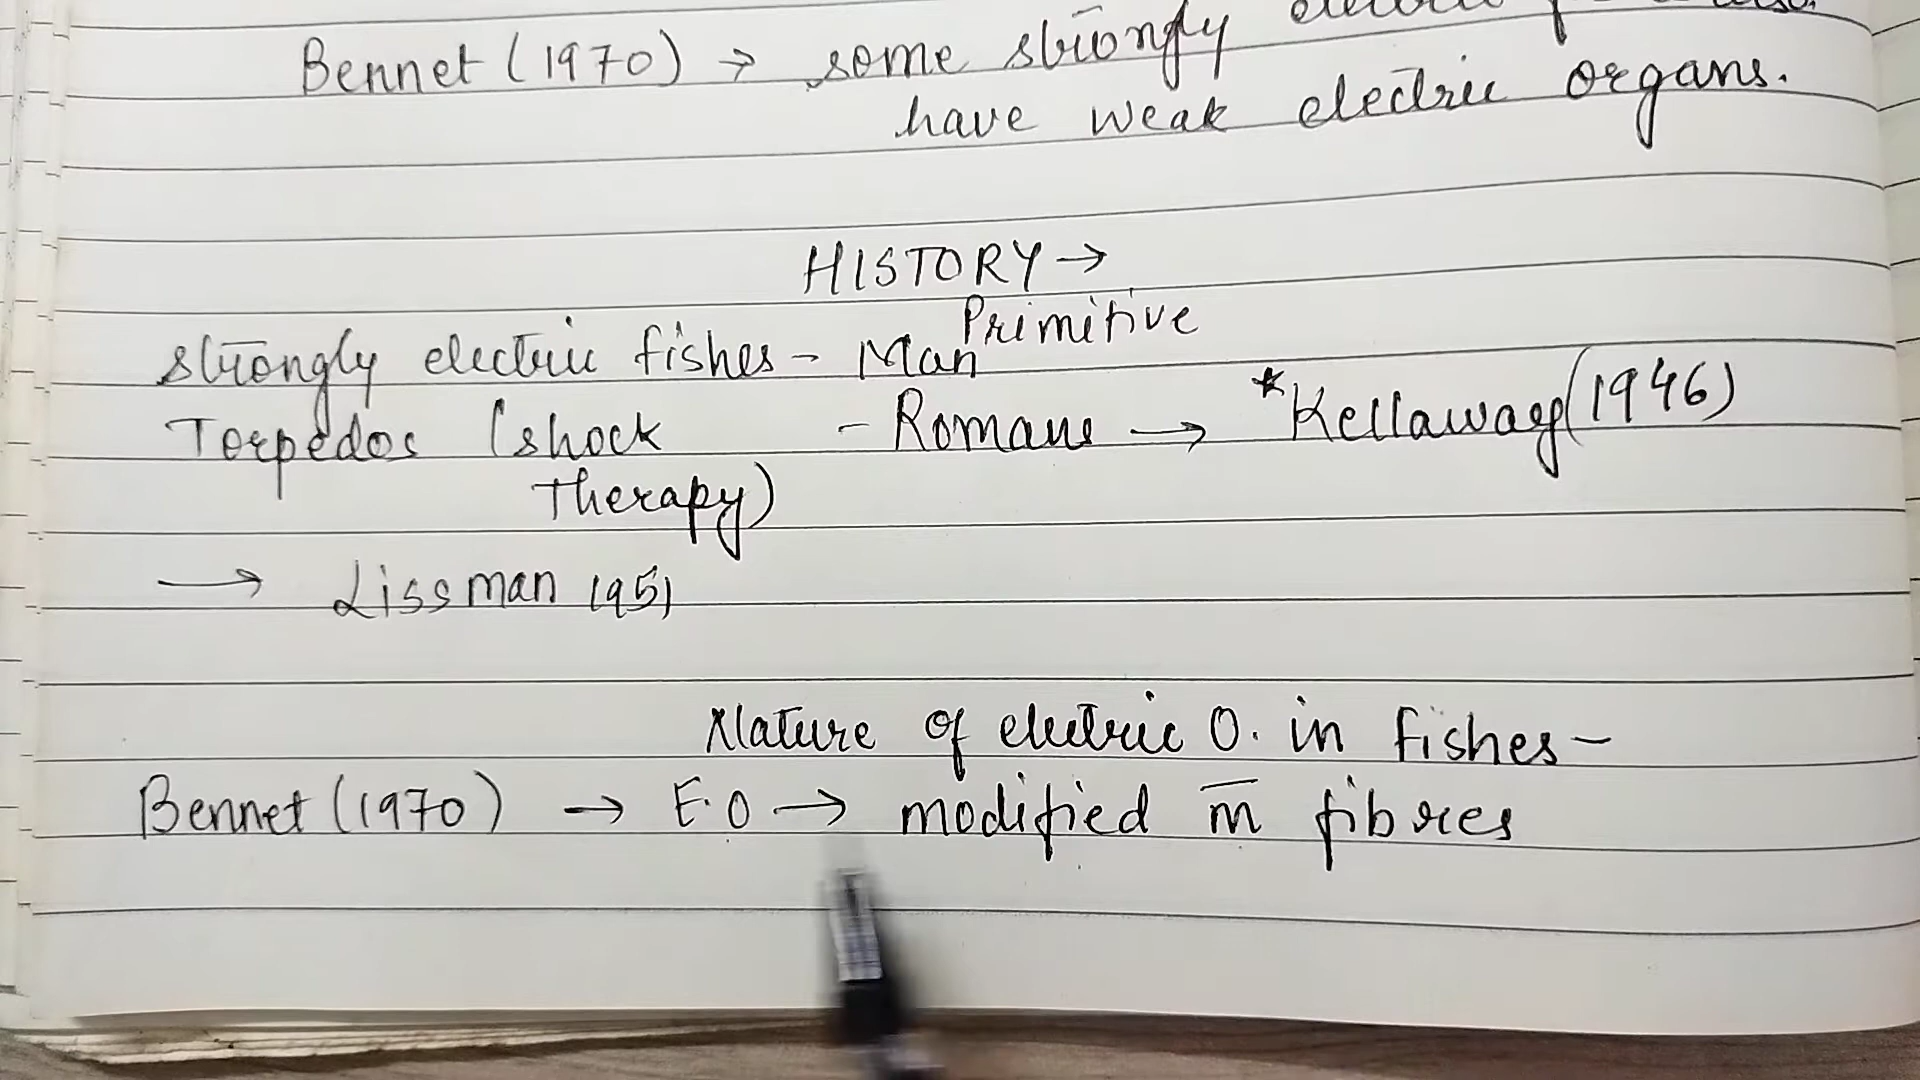 Bennet (1970) → some strongly electric
have weak electric organs.
HISTORY →
Primitive
strongly electric fishes - Man
Torpedos (shock - Romans → *Kellaway (1946)
Therapy)
→ Lissman 1951
Nature of electric O. in fishes -
Bennet (1970) → E.O → modified m̅ fibres